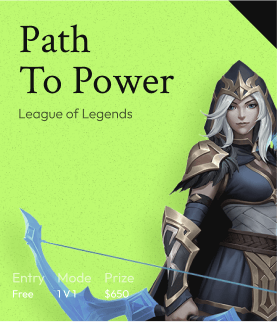 Path
To Power
League of Legends
Entry Mode Prize
Free 1 V 1 $650